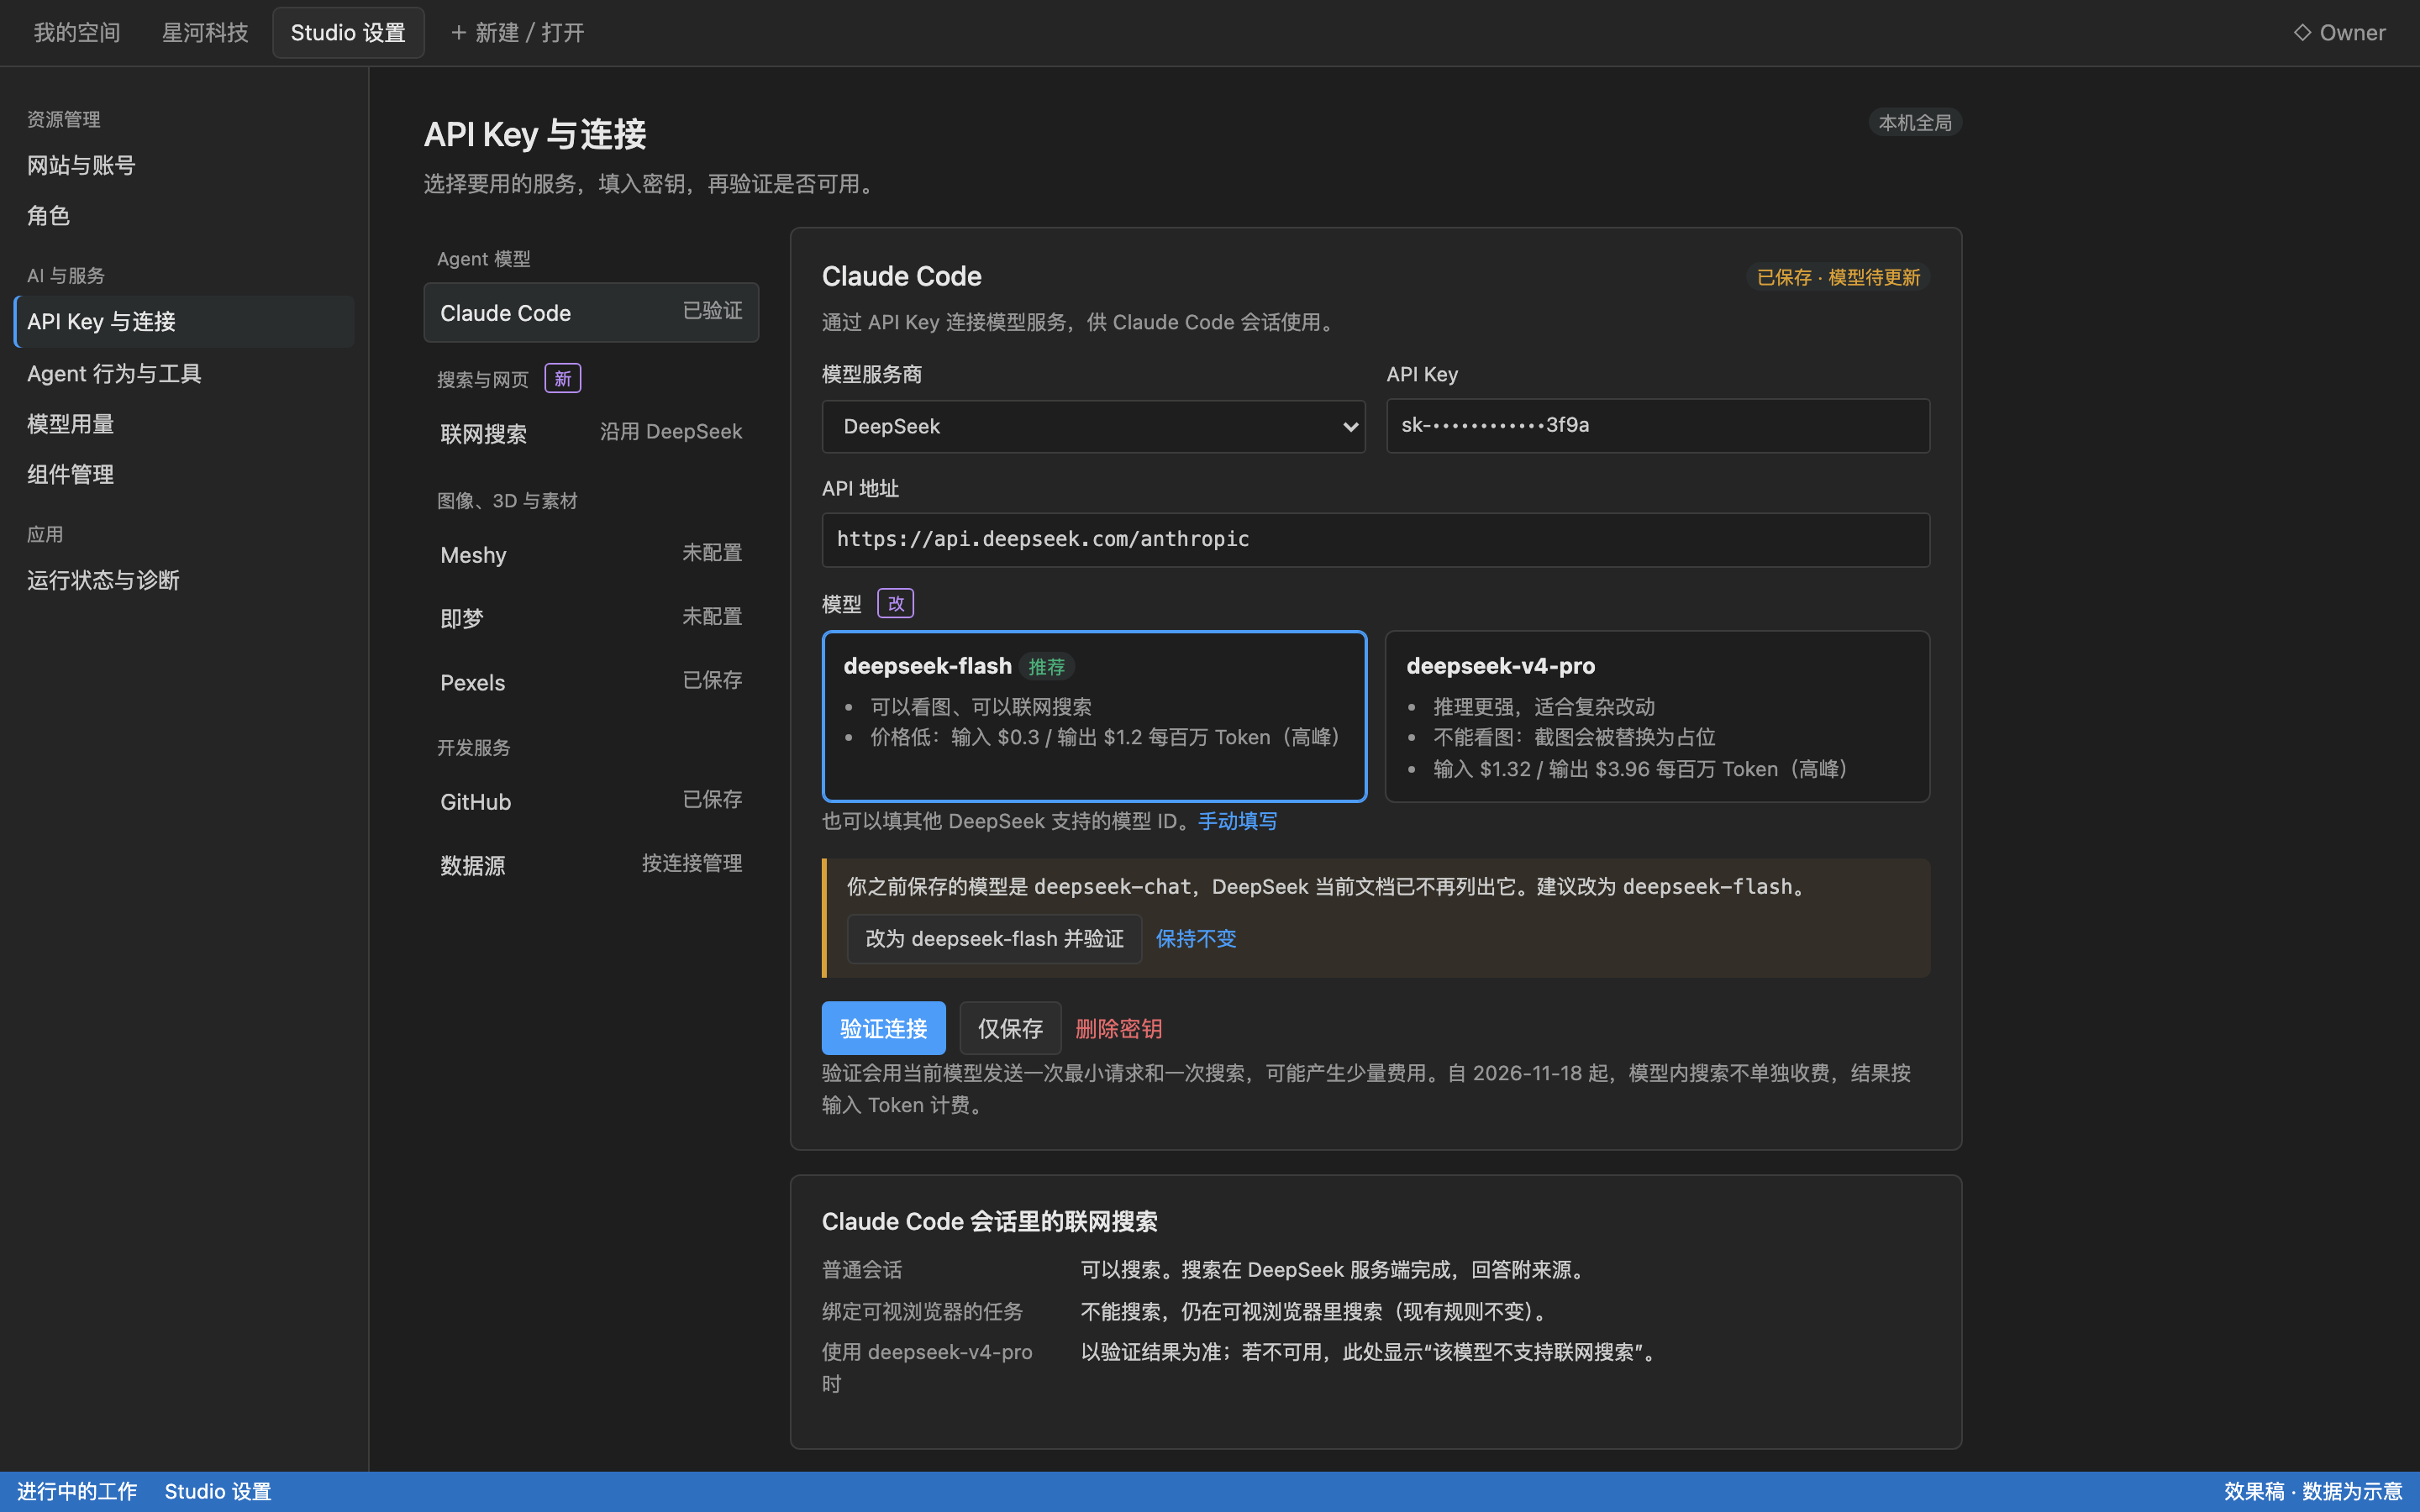 我的空间
星河科技
Studio 设置
+ 新建 / 打开
◇ Owner
资源管理
网站与账号
角色
AI 与服务
API Key 与连接
Agent 行为与工具
模型用量
组件管理
应用
运行状态与诊断
API Key 与连接
本机全局
选择要用的服务，填入密钥，再验证是否可用。
Agent 模型
Claude Code 已验证
搜索与网页 新
联网搜索 沿用 DeepSeek
图像、3D 与素材
Meshy 未配置
即梦 未配置
Pexels 已保存
开发服务
GitHub 已保存
数据源 按连接管理
Claude Code
已保存 · 模型待更新
通过 API Key 连接模型服务，供 Claude Code 会话使用。
模型服务商
DeepSeek
API Key
sk-••••••••••••3f9a
API 地址
https://api.deepseek.com/anthropic
模型 改
deepseek-flash 推荐
• 可以看图、可以联网搜索
• 价格低：输入 $0.3 / 输出 $1.2 每百万 Token（高峰）
deepseek-v4-pro
• 推理更强，适合复杂改动
• 不能看图：截图会被替换为占位
• 输入 $1.32 / 输出 $3.96 每百万 Token（高峰）
也可以填其他 DeepSeek 支持的模型 ID。手动填写
你之前保存的模型是 deepseek-chat，DeepSeek 当前文档已不再列出它。建议改为 deepseek-flash。
改为 deepseek-flash 并验证 保持不变
验证连接 仅保存 删除密钥
验证会用当前模型发送一次最小请求和一次搜索，可能产生少量费用。自 2026-11-18 起，模型内搜索不单独收费，结果按
输入 Token 计费。
Claude Code 会话里的联网搜索
普通会话 可以搜索。搜索在 DeepSeek 服务端完成，回答附来源。
绑定可视浏览器的任务 不能搜索，仍在可视浏览器里搜索（现有规则不变）。
使用 deepseek-v4-pro 以验证结果为准；若不可用，此处显示“该模型不支持联网搜索”。
时
进行中的工作
Studio 设置
效果稿 · 数据为示意